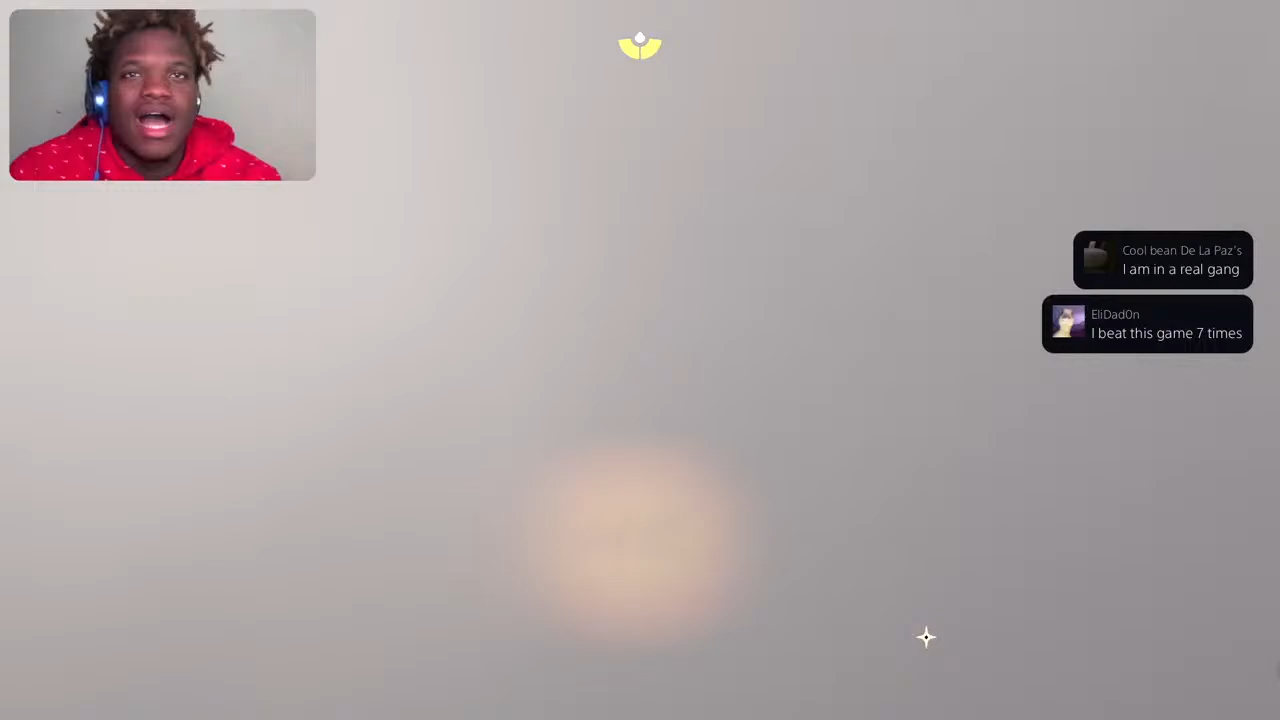 Cool bean De La Paz's
I am in a real gang
EliDad0n
I beat this game 7 times